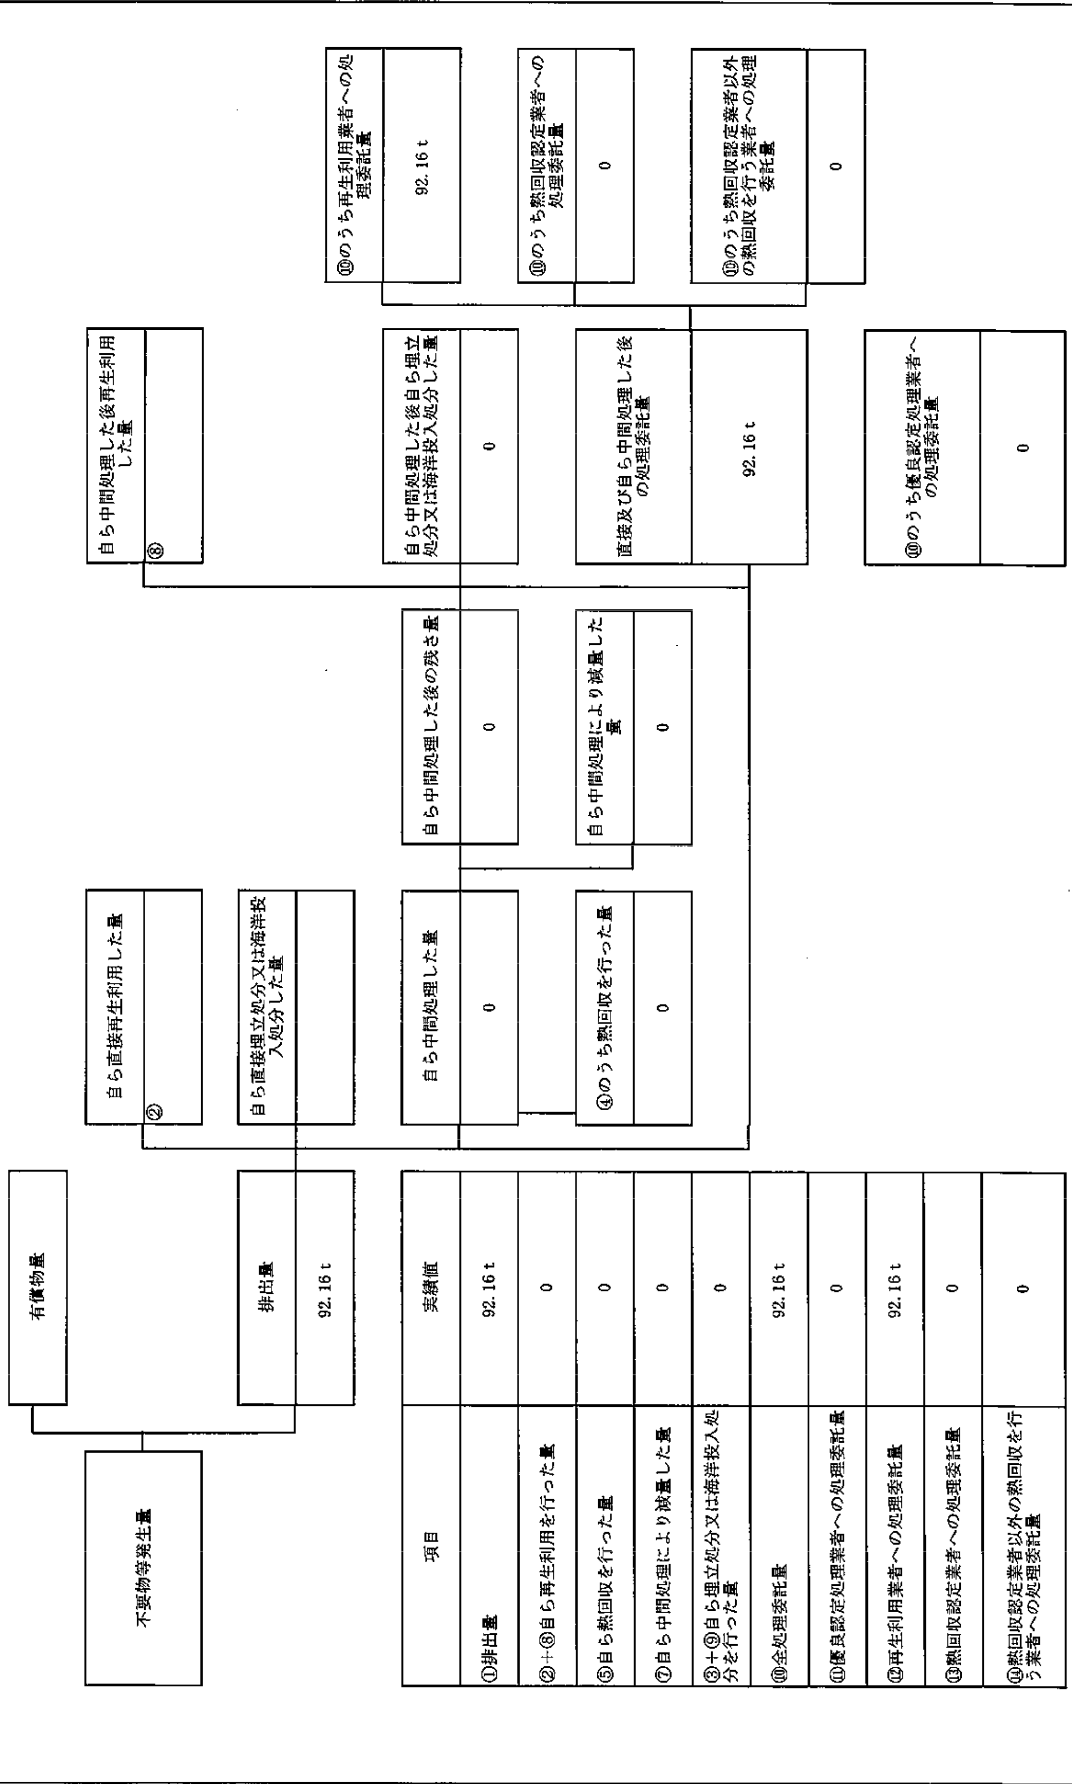 不要物等発生量
有償物量
排出量
92.16 t
自ら直接再生利用した量
②
自ら直接埋立処分又は海洋投
入処分した量
自ら中間処理した量
0
④のうち熱回収を行った量
0
自ら中間処理した後の残さ量
0
自ら中間処理により減量した
量
0
自ら中間処理した後再生利用
した量
⑧
自ら中間処理した後自ら埋立
処分又は海洋投入処分した量
0
直接及び自ら中間処理した後
の処理委託量
92.16 t
⑩のうち優良認定処理業者へ
の処理委託量
0
⑩のうち再生利用業者への処
理委託量
92.16 t
⑩のうち熱回収認定業者への
処理委託量
0
⑩のうち熱回収認定業者以外
の熱回収を行う業者への処理
委託量
0
項目 実績値
①排出量 92.16 t
②+⑧自ら再生利用を行った量 0
⑤自ら熱回収を行った量 0
⑦自ら中間処理により減量した量 0
③+⑨自ら埋立処分又は海洋投入処
分を行った量 0
⑩全処理委託量 92.16 t
⑪優良認定処理業者への処理委託量 0
⑫再生利用業者への処理委託量 92.16 t
⑬熱回収認定業者への処理委託量 0
⑭熱回収認定業者以外の熱回収を行
う業者への処理委託量 0